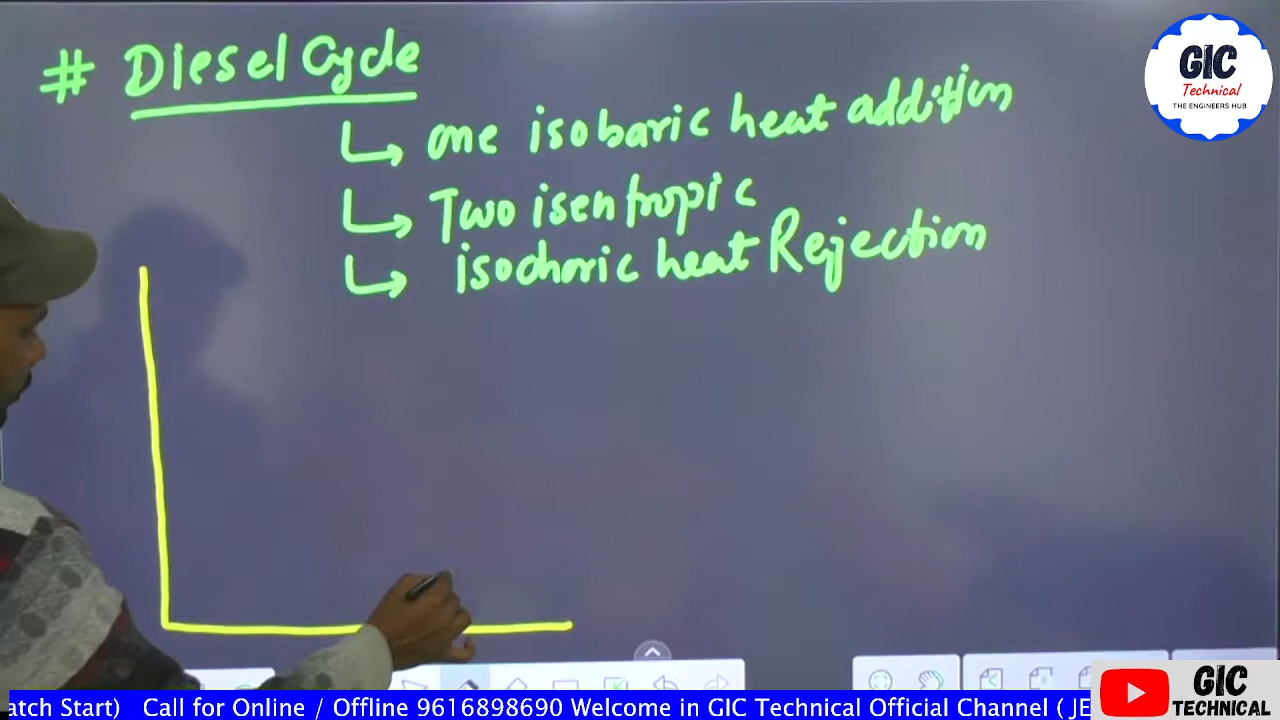 # Diesel Cycle
GIC
Technical
THE ENGINEERS HUB
↳ one isobaric heat addition
↳ Two isentropic
↳ isochoric heat Rejection
atch Start) Call for Online / Offline 9616898690 Welcome in GIC Technical Official Channel ( JE
GIC
TECHNICAL